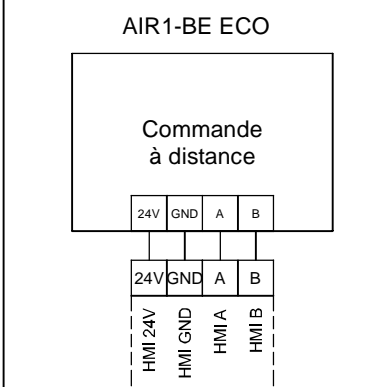 AIR1-BE ECO
Commande
à distance
24V GND A B
24V GND A B
HMI 24V
HMI GND
HMI A
HMI B